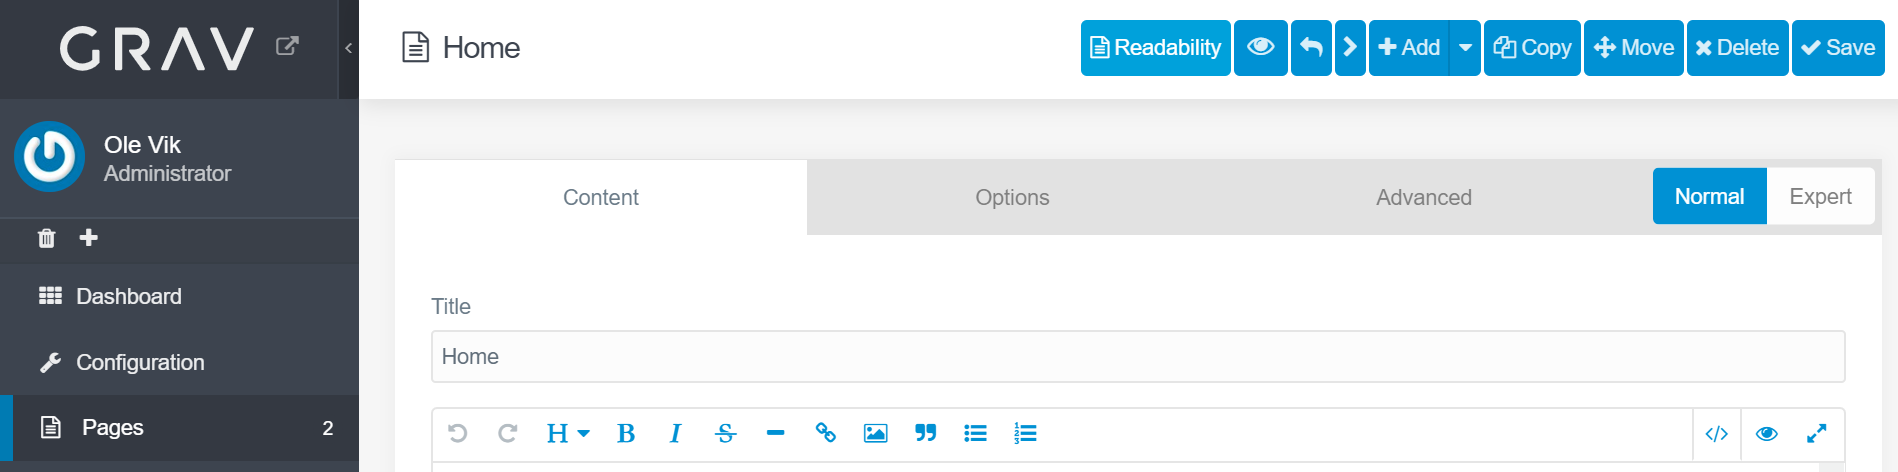 GRAV
Home
Readability
Add
Copy
Move
Delete
Save
Ole Vik
Administrator
Dashboard
Configuration
Pages 2
Content
Options
Advanced
Normal
Expert
Title
Home
H B I S